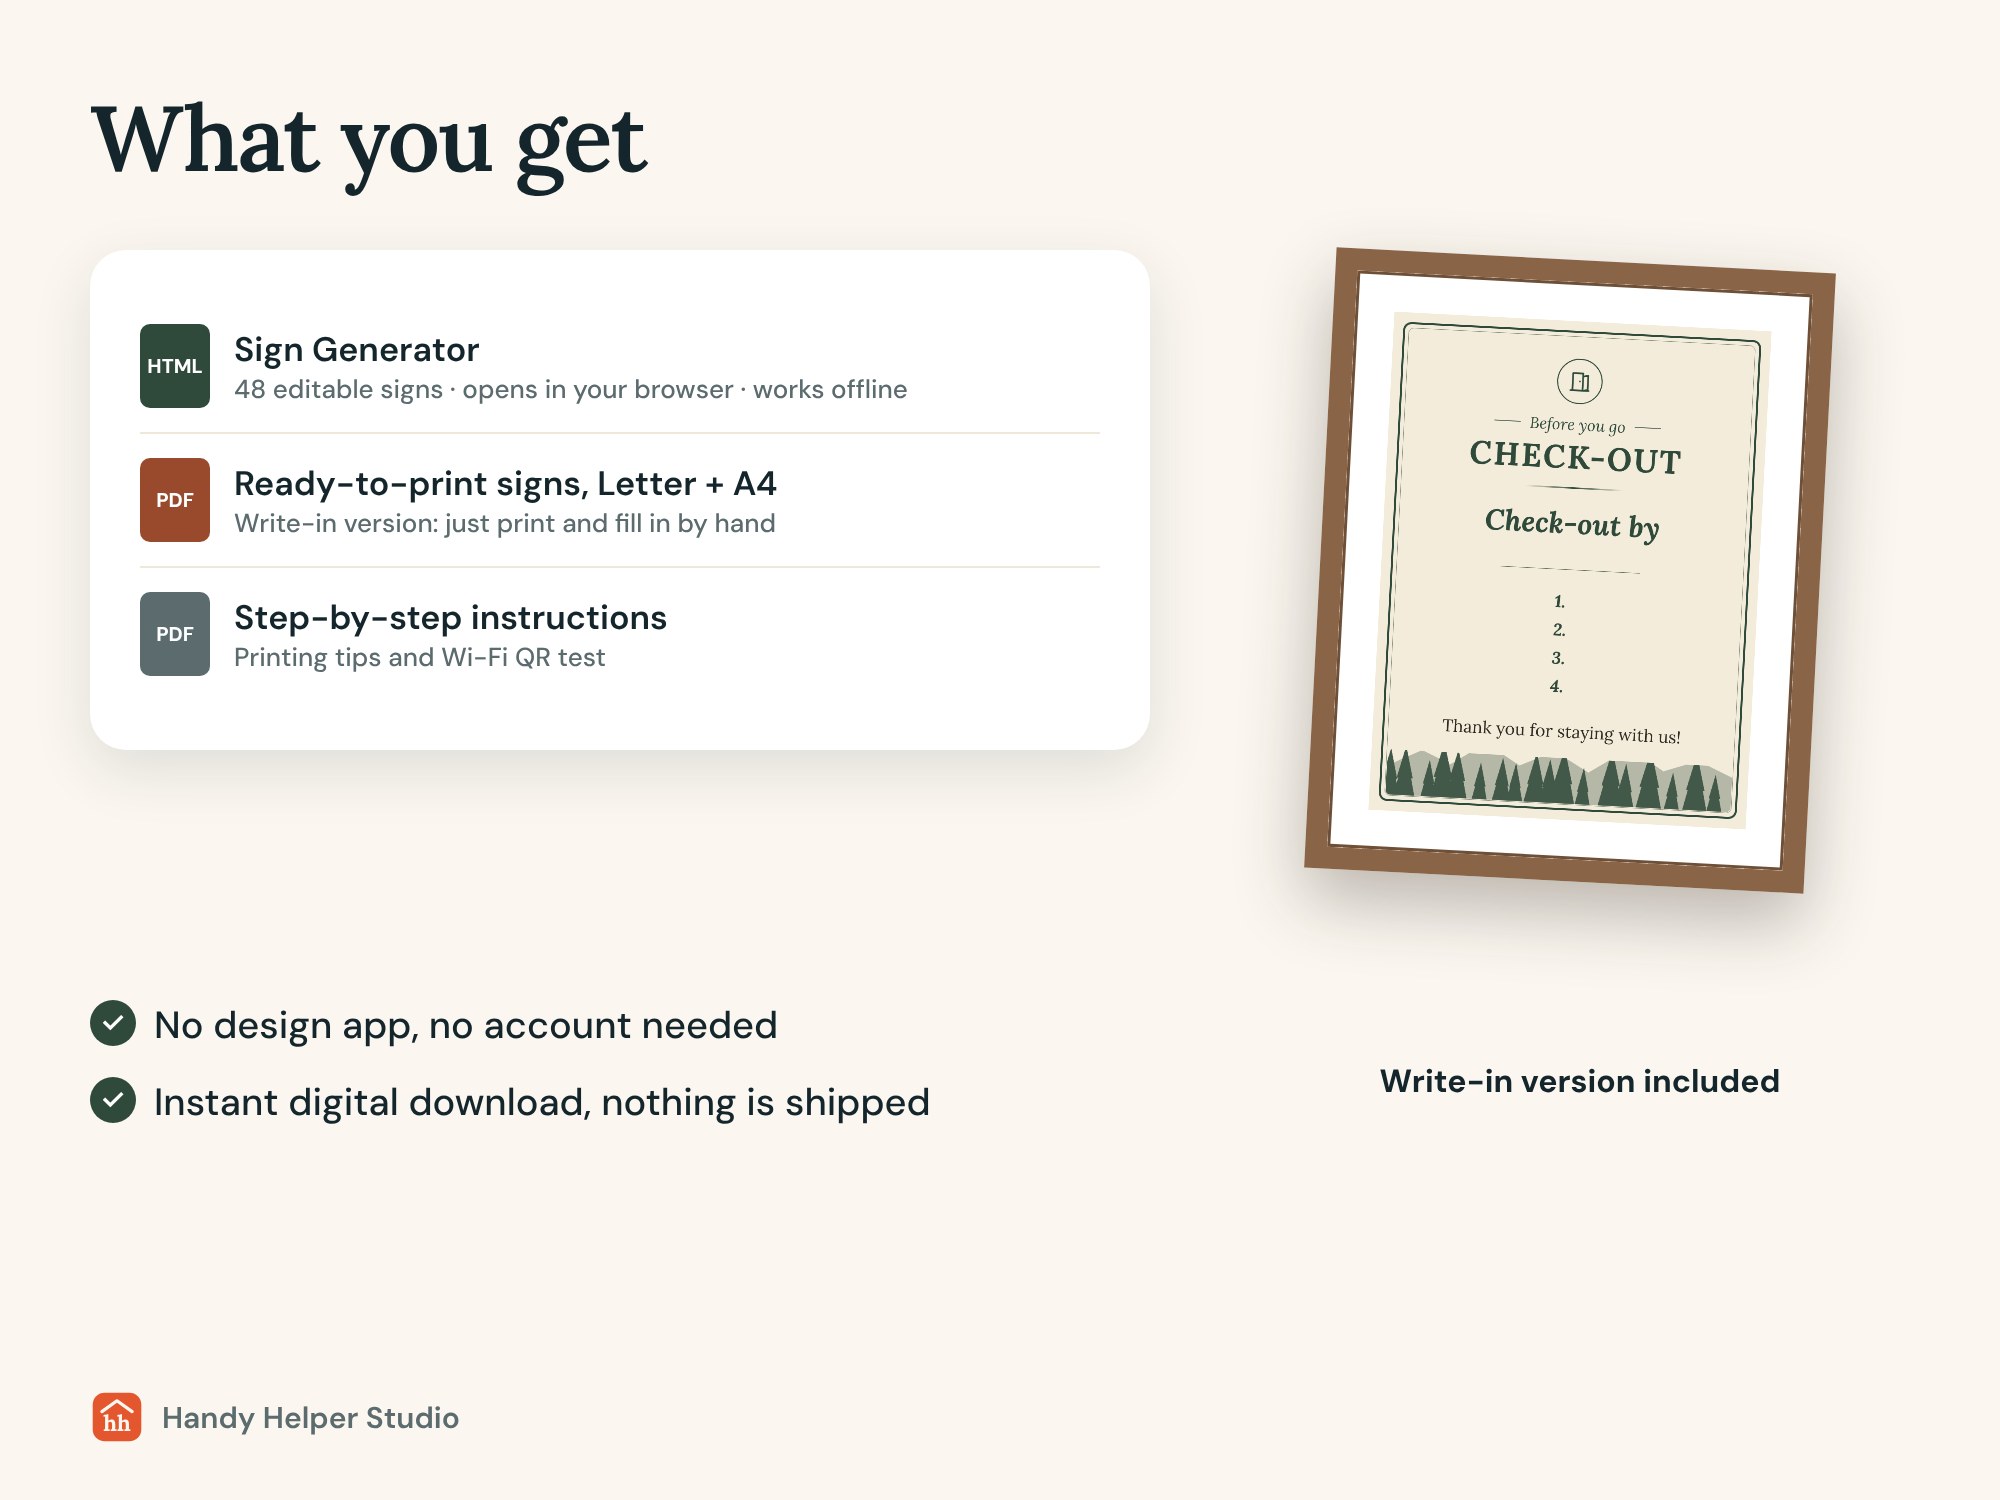 What you get
HTML
Sign Generator
48 editable signs · opens in your browser · works offline
PDF
Ready-to-print signs, Letter + A4
Write-in version: just print and fill in by hand
PDF
Step-by-step instructions
Printing tips and Wi-Fi QR test
Before you go
CHECK-OUT
Check-out by
1.
2.
3.
4.
Thank you for staying with us!
No design app, no account needed
Instant digital download, nothing is shipped
Write-in version included
hh
Handy Helper Studio